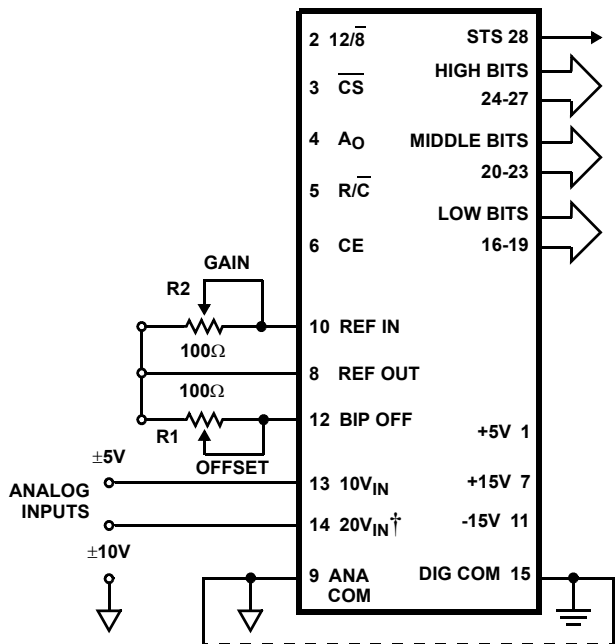 2 12/8̅
STS 28
HIGH BITS
24-27
3 C̅S̅
4 AO
MIDDLE BITS
20-23
5 R/C̅
LOW BITS
16-19
6 CE
GAIN
R2
100Ω
10 REF IN
8 REF OUT
100Ω
R1
OFFSET
12 BIP OFF
+5V 1
±5V
ANALOG
INPUTS
±10V
13 10VIN
+15V 7
14 20VIN†
-15V 11
9 ANA
COM
DIG COM 15